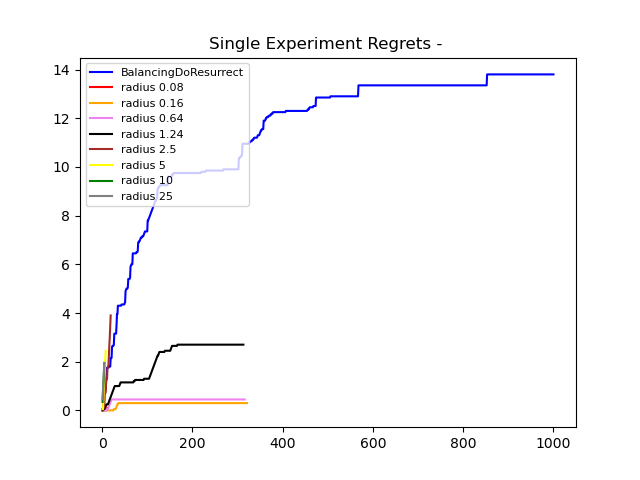 Single Experiment Regrets -
BalancingDoResurrect
radius 0.08
radius 0.16
radius 0.64
radius 1.24
radius 2.5
radius 5
radius 10
radius 25
14
12
10
8
6
4
2
0
0 200 400 600 800 1000